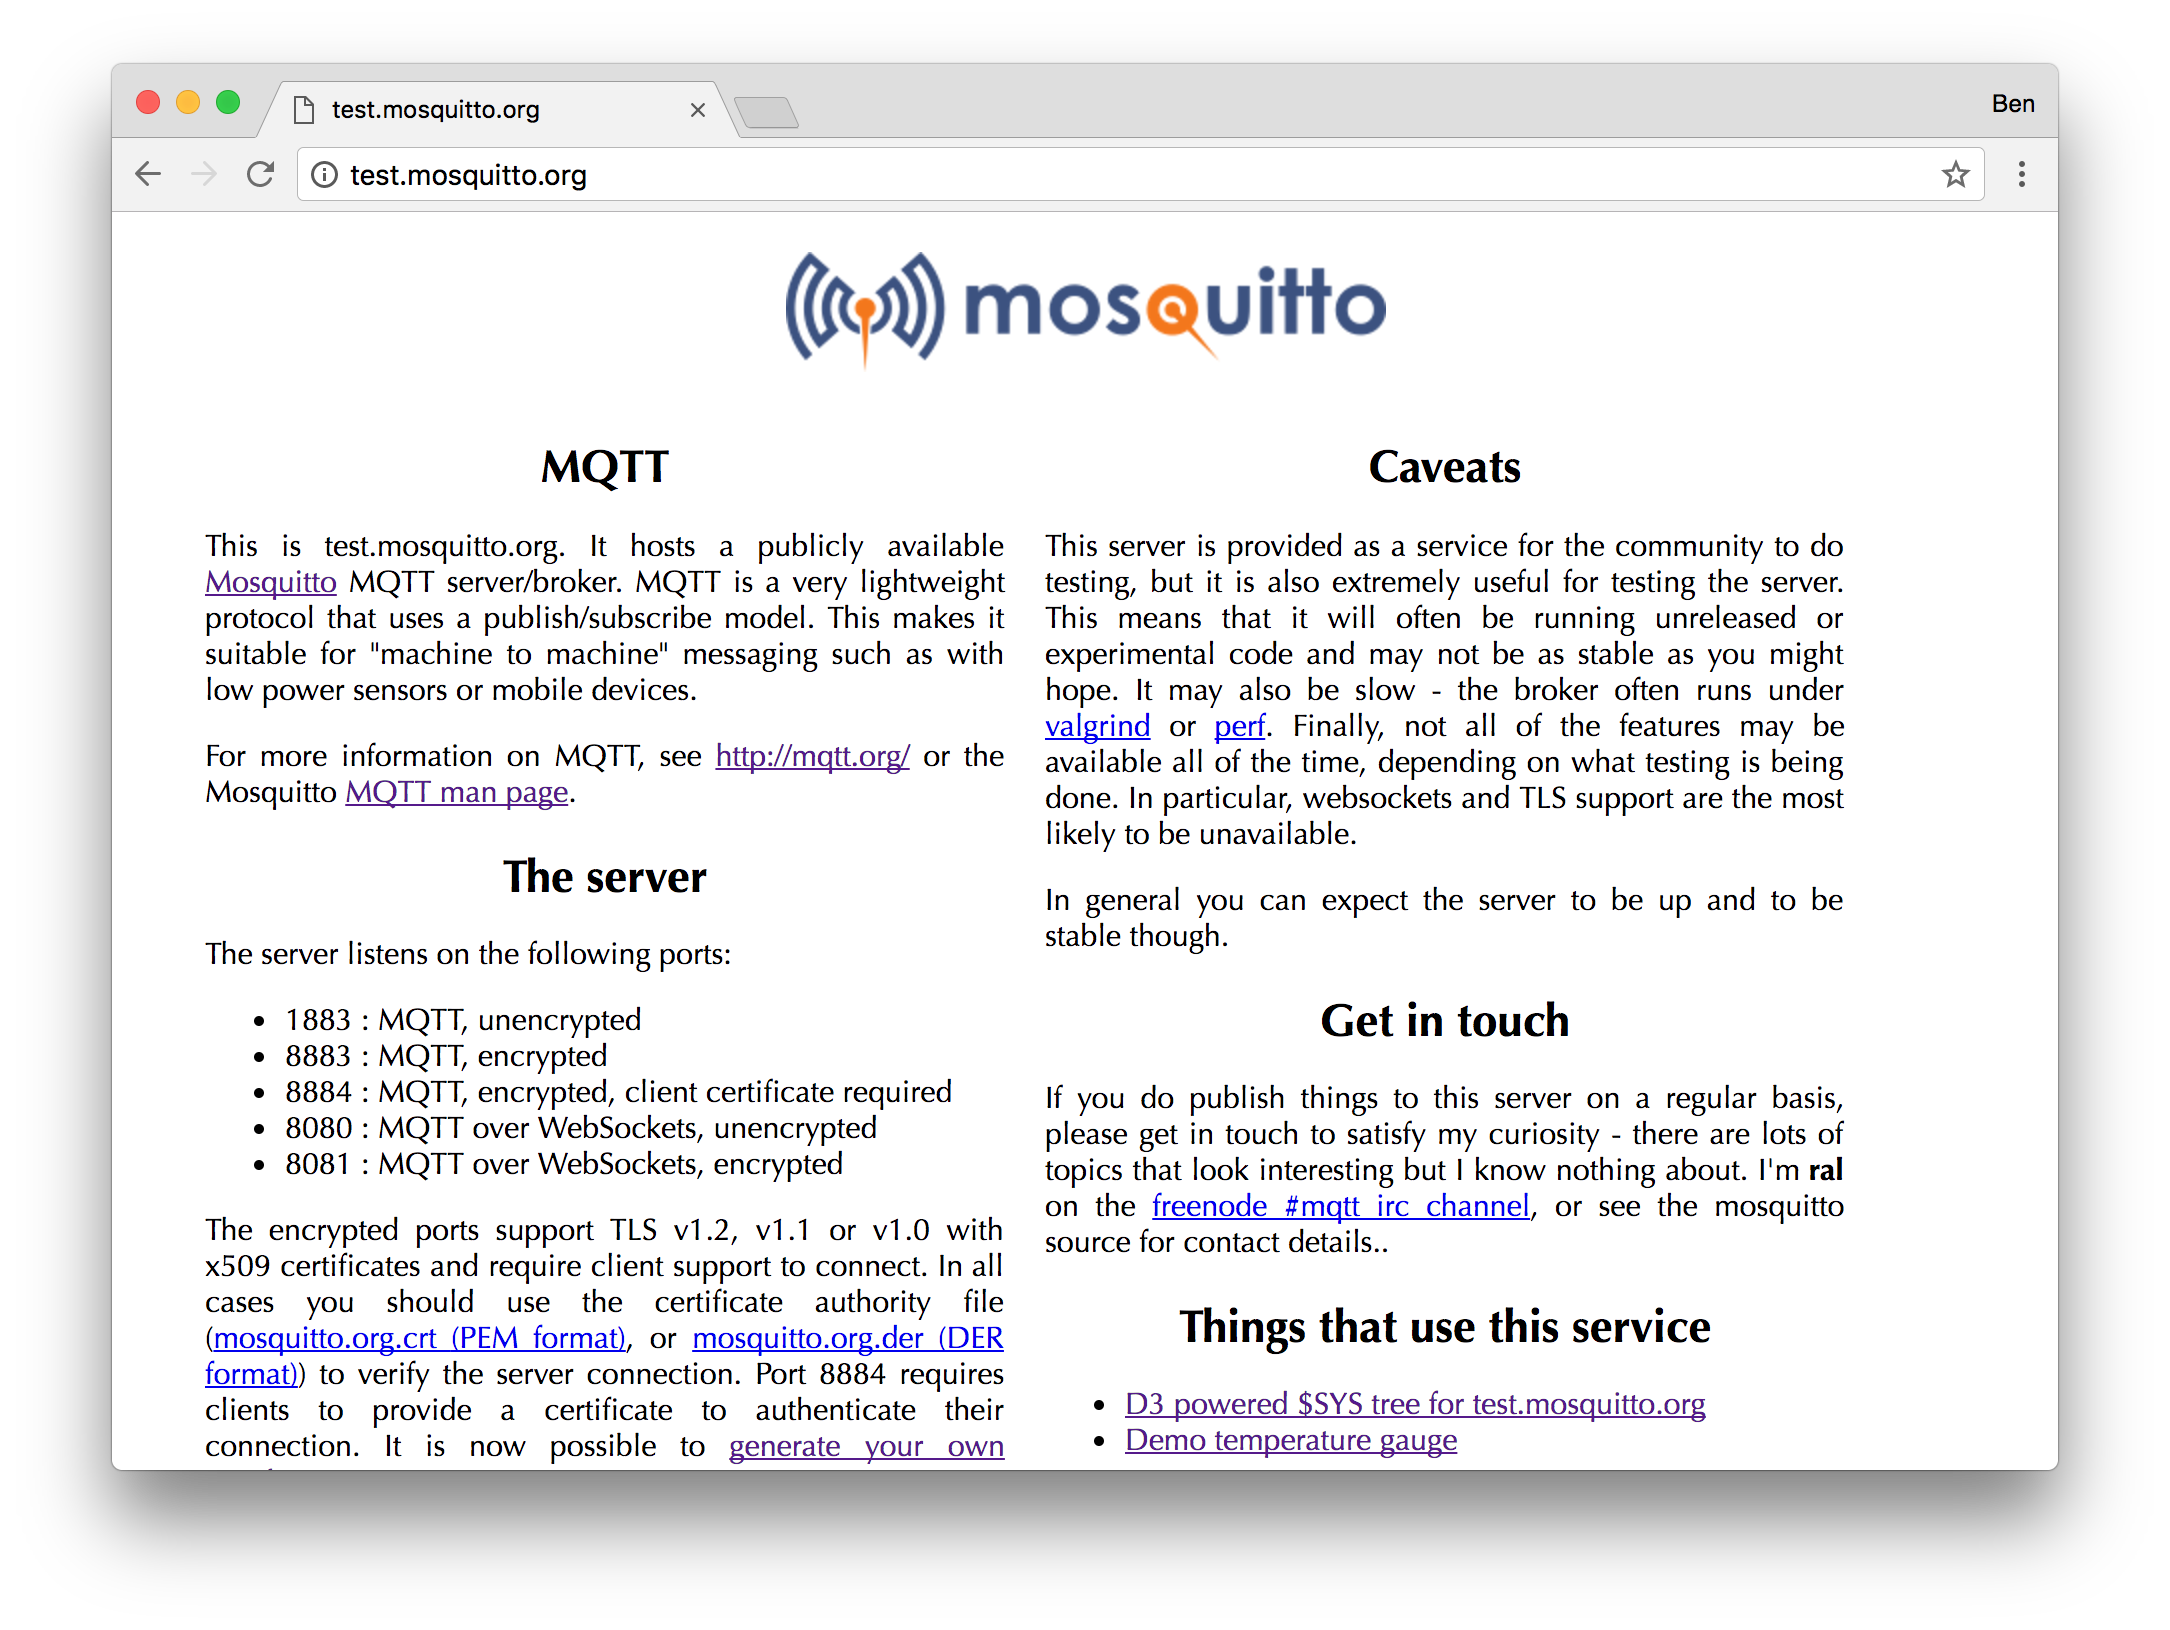 test.mosquitto.org
Ben
test.mosquitto.org
mosquitto
MQTT
This is test.mosquitto.org. It hosts a publicly available
Mosquitto MQTT server/broker. MQTT is a very lightweight
protocol that uses a publish/subscribe model. This makes it
suitable for "machine to machine" messaging such as with
low power sensors or mobile devices.
For more information on MQTT, see http://mqtt.org/ or the
Mosquitto MQTT man page.
The server
The server listens on the following ports:
• 1883 : MQTT, unencrypted
• 8883 : MQTT, encrypted
• 8884 : MQTT, encrypted, client certificate required
• 8080 : MQTT over WebSockets, unencrypted
• 8081 : MQTT over WebSockets, encrypted
The encrypted ports support TLS v1.2, v1.1 or v1.0 with
x509 certificates and require client support to connect. In all
cases you should use the certificate authority file
(mosquitto.org.crt (PEM format), or mosquitto.org.der (DER
format)) to verify the server connection. Port 8884 requires
clients to provide a certificate to authenticate their
connection. It is now possible to generate your own
Caveats
This server is provided as a service for the community to do
testing, but it is also extremely useful for testing the server.
This means that it will often be running unreleased or
experimental code and may not be as stable as you might
hope. It may also be slow - the broker often runs under
valgrind or perf. Finally, not all of the features may be
available all of the time, depending on what testing is being
done. In particular, websockets and TLS support are the most
likely to be unavailable.
In general you can expect the server to be up and to be
stable though.
Get in touch
If you do publish things to this server on a regular basis,
please get in touch to satisfy my curiosity - there are lots of
topics that look interesting but I know nothing about. I'm ral
on the freenode #mqtt irc channel, or see the mosquitto
source for contact details..
Things that use this service
• D3 powered $SYS tree for test.mosquitto.org
• Demo temperature gauge